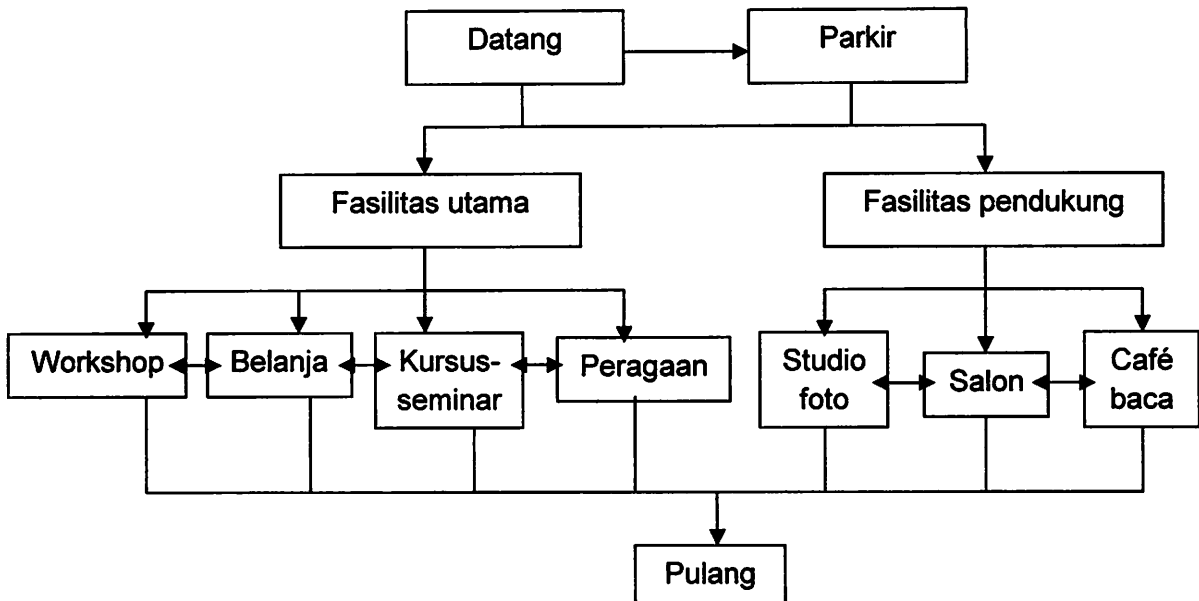 Datang
Parkir
Fasilitas utama
Fasilitas pendukung
Workshop
Belanja
Kursus-
seminar
Peragaan
Studio
foto
Salon
Café
baca
Pulang